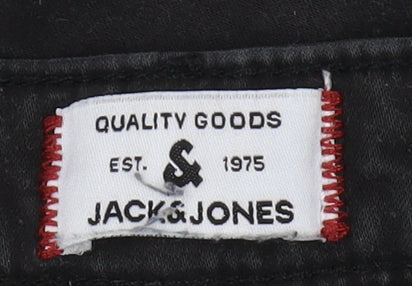 QUALITY GOODS
EST. & 1975
JACK&JONES